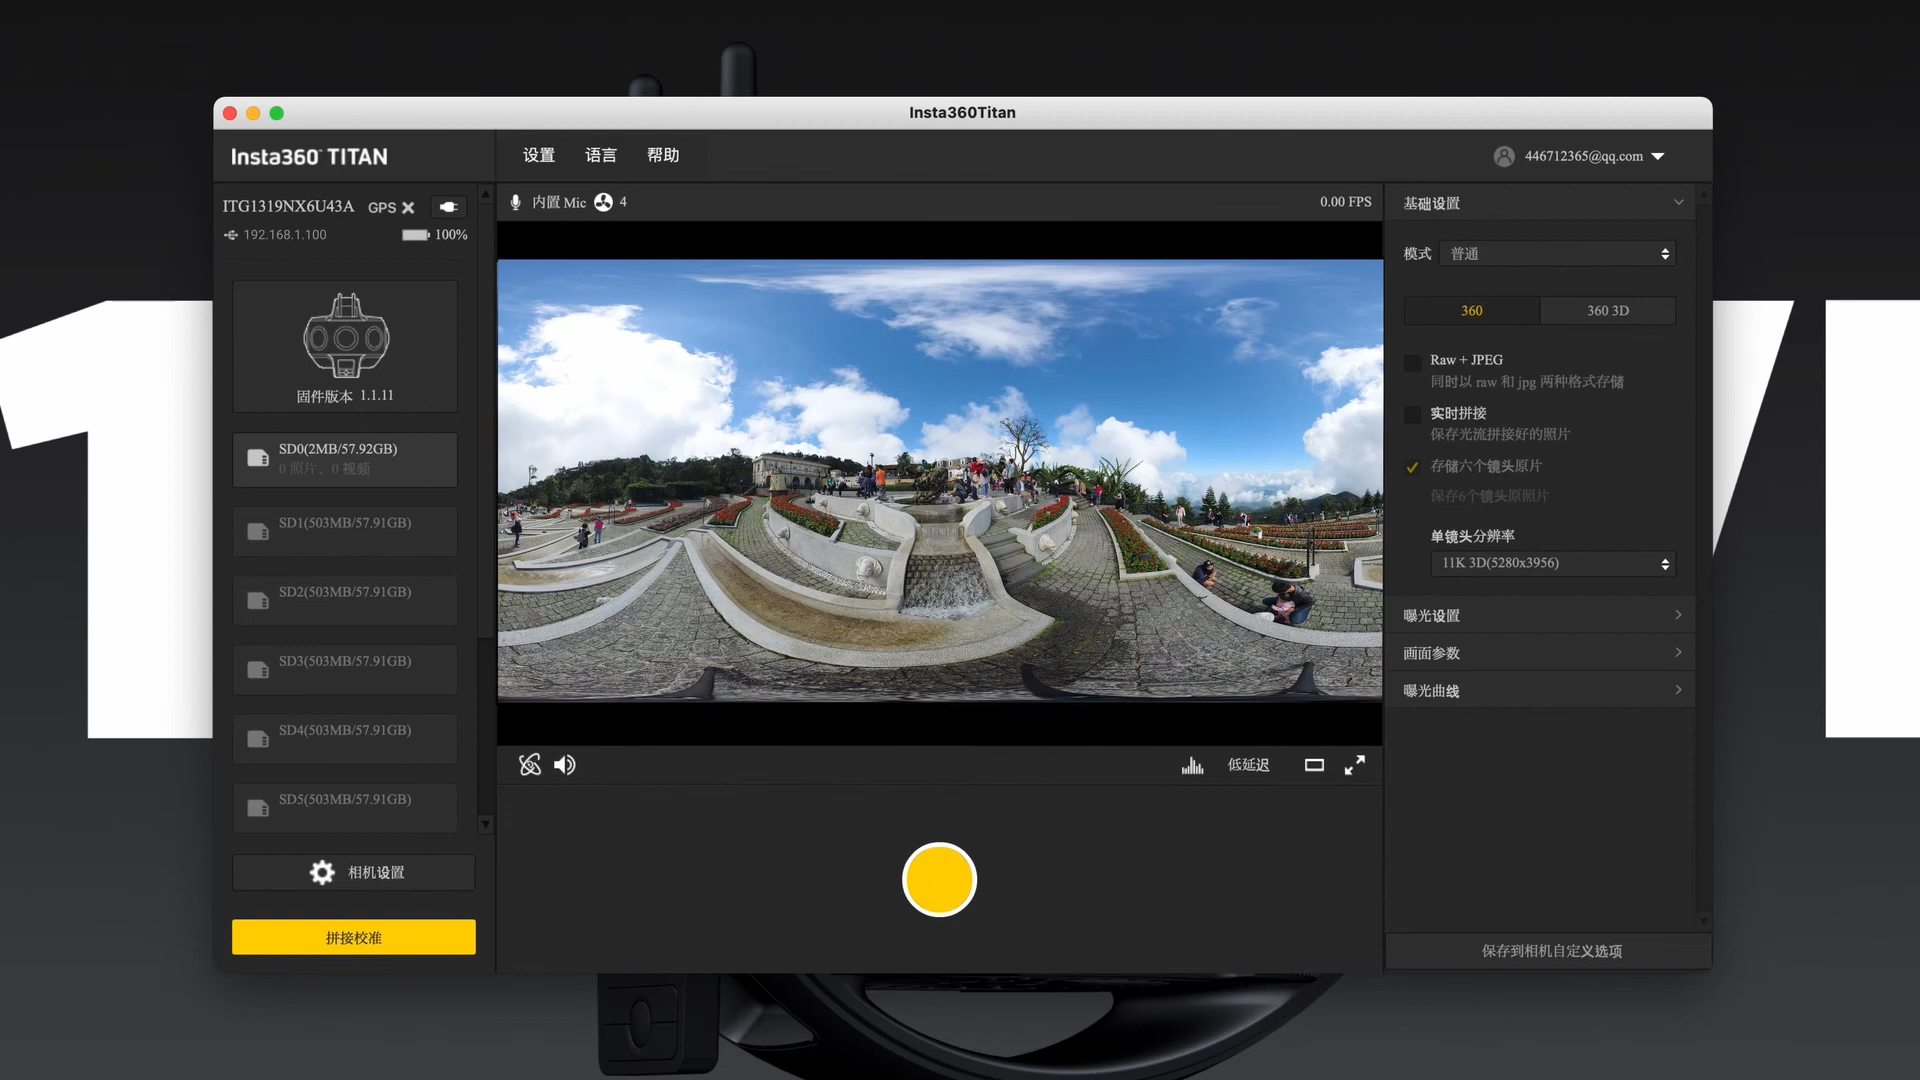 Insta360Titan
Insta360 TITAN
设置 语言 帮助
446712365@qq.com
ITG1319NX6U43A GPS
192.168.1.100 100%
固件版本 1.1.11
SD0(2MB/57.92GB)
0 照片，0 视频
SD1(503MB/57.91GB)
SD2(503MB/57.91GB)
SD3(503MB/57.91GB)
SD4(503MB/57.91GB)
SD5(503MB/57.91GB)
相机设置
拼接校准
内置 Mic 4 0.00 FPS
低延迟
基础设置
模式 普通
360 360 3D
Raw + JPEG
同时以 raw 和 jpg 两种格式存储
实时拼接
保存光流拼接好的照片
存储六个镜头原片
保存6个镜头原照片
单镜头分辨率
11K 3D(5280x3956)
曝光设置
画面参数
曝光曲线
保存到相机自定义选项